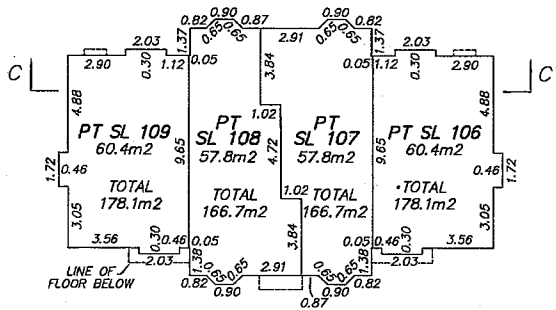 0.82 0.90 0.87 0.90 0.82
0.65 0.65 2.91 0.65 0.65
2.03 1.37 1.37 2.03
C 2.90 0.30 1.12 0.05 3.84 0.05 1.12 0.30 2.90 C
4.88 1.02 4.88
PT SL 109
60.4m2
PT
SL 108
57.8m2
PT
SL 107
57.8m2
PT SL 106
60.4m2
9.65 4.72 9.65
1.72 0.46 0.46 1.72
TOTAL
178.1m2
TOTAL
166.7m2
1.02
TOTAL
166.7m2
TOTAL
178.1m2
3.05 3.84 3.05
3.56 0.30 0.46 0.05 0.05 0.46 0.30 3.56
2.03 1.38 2.91 1.38 2.03
LINE OF
FLOOR BELOW
0.65 0.65 0.65 0.65
0.82 0.90 0.87 0.90 0.82